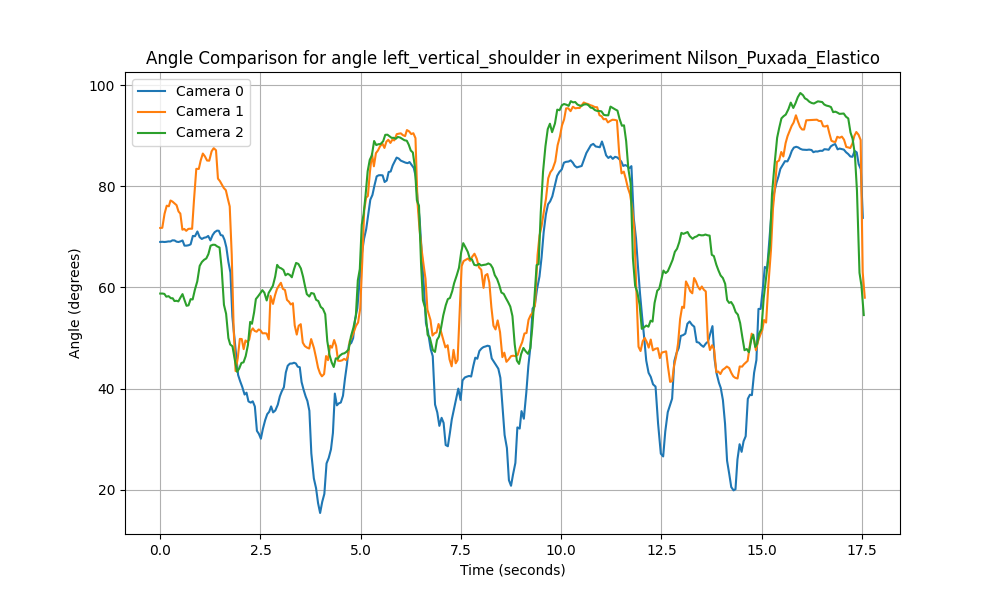 Angle Comparison for angle left_vertical_shoulder in experiment Nilson_Puxada_Elastico
Camera 0
Camera 1
Camera 2
Angle (degrees)
100
80
60
40
20
0.0 2.5 5.0 7.5 10.0 12.5 15.0 17.5
Time (seconds)